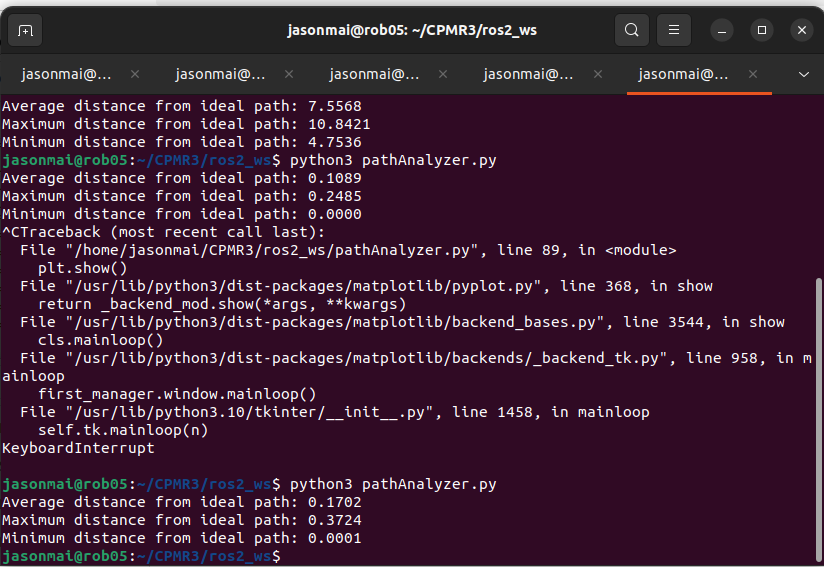 jasonmai@rob05: ~/CPMR3/ros2_ws
jasonmai@... jasonmai@... jasonmai@... jasonmai@... jasonmai@...
Average distance from ideal path: 7.5568
Maximum distance from ideal path: 10.8421
Minimum distance from ideal path: 4.7536
jasonmai@rob05:~/CPMR3/ros2_ws$ python3 pathAnalyzer.py
Average distance from ideal path: 0.1089
Maximum distance from ideal path: 0.2485
Minimum distance from ideal path: 0.0000
^CTraceback (most recent call last):
  File "/home/jasonmai/CPMR3/ros2_ws/pathAnalyzer.py", line 89, in <module>
    plt.show()
  File "/usr/lib/python3/dist-packages/matplotlib/pyplot.py", line 368, in show
    return _backend_mod.show(*args, **kwargs)
  File "/usr/lib/python3/dist-packages/matplotlib/backend_bases.py", line 3544, in show
    cls.mainloop()
  File "/usr/lib/python3/dist-packages/matplotlib/backends/_backend_tk.py", line 958, in m
ainloop
    first_manager.window.mainloop()
  File "/usr/lib/python3.10/tkinter/__init__.py", line 1458, in mainloop
    self.tk.mainloop(n)
KeyboardInterrupt
jasonmai@rob05:~/CPMR3/ros2_ws$ python3 pathAnalyzer.py
Average distance from ideal path: 0.1702
Maximum distance from ideal path: 0.3724
Minimum distance from ideal path: 0.0001
jasonmai@rob05:~/CPMR3/ros2_ws$